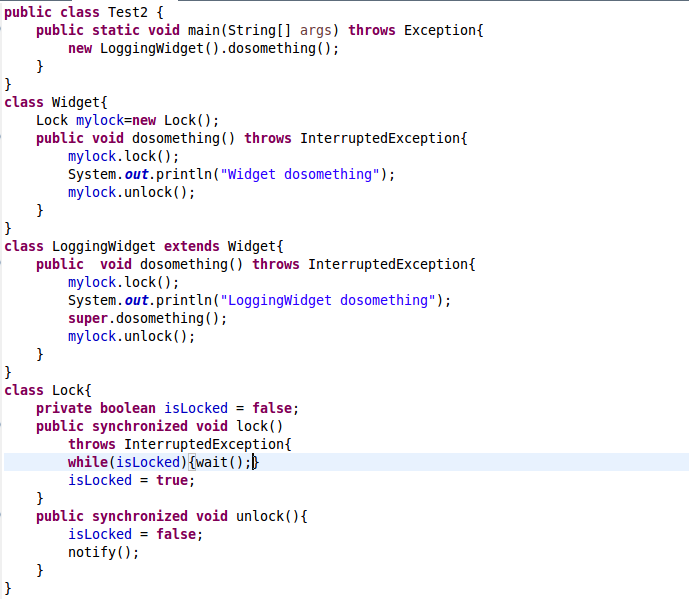 public class Test2 {
    public static void main(String[] args) throws Exception{
        new LoggingWidget().dosomething();
    }
}
class Widget{
    Lock mylock=new Lock();
    public void dosomething() throws InterruptedException{
        mylock.lock();
        System.out.println("Widget dosomething");
        mylock.unlock();
    }
}
class LoggingWidget extends Widget{
    public  void dosomething() throws InterruptedException{
        mylock.lock();
        System.out.println("LoggingWidget dosomething");
        super.dosomething();
        mylock.unlock();
    }
}
class Lock{
    private boolean isLocked = false;
    public synchronized void lock()
        throws InterruptedException{
        while(isLocked){wait();}
        isLocked = true;
    }
    public synchronized void unlock(){
        isLocked = false;
        notify();
    }
}